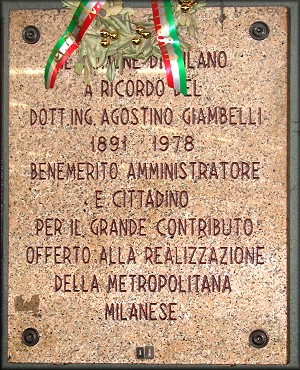 MILANO
A RICORDO DEL
DOTT. ING. AGOSTINO GIAMBELLI
1891 1978
BENEMERITO AMMINISTRATORE
E CITTADINO
PER IL GRANDE CONTRIBUTO
OFFERTO ALLA REALIZZAZIONE
DELLA METROPOLITANA
MILANESE